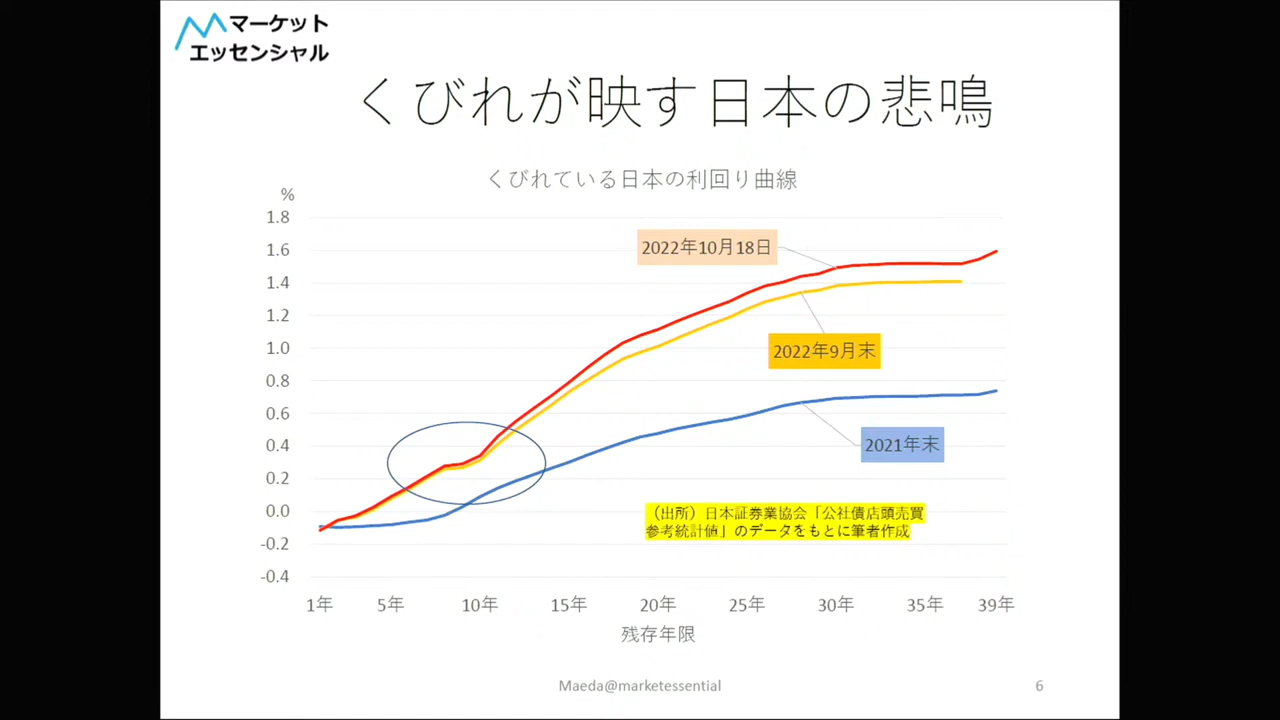 マーケット
エッセンシャル
くびれが映す日本の悲鳴
くびれている日本の利回り曲線
%
1.8
1.6
1.4
1.2
1.0
0.8
0.6
0.4
0.2
0.0
-0.2
-0.4
2022年10月18日
2022年9月末
2021年末
（出所）日本証券業協会「公社債店頭売買
参考統計値」のデータをもとに筆者作成
1年 5年 10年 15年 20年 25年 30年 35年 39年
残存年限
Maeda@marketessential
6